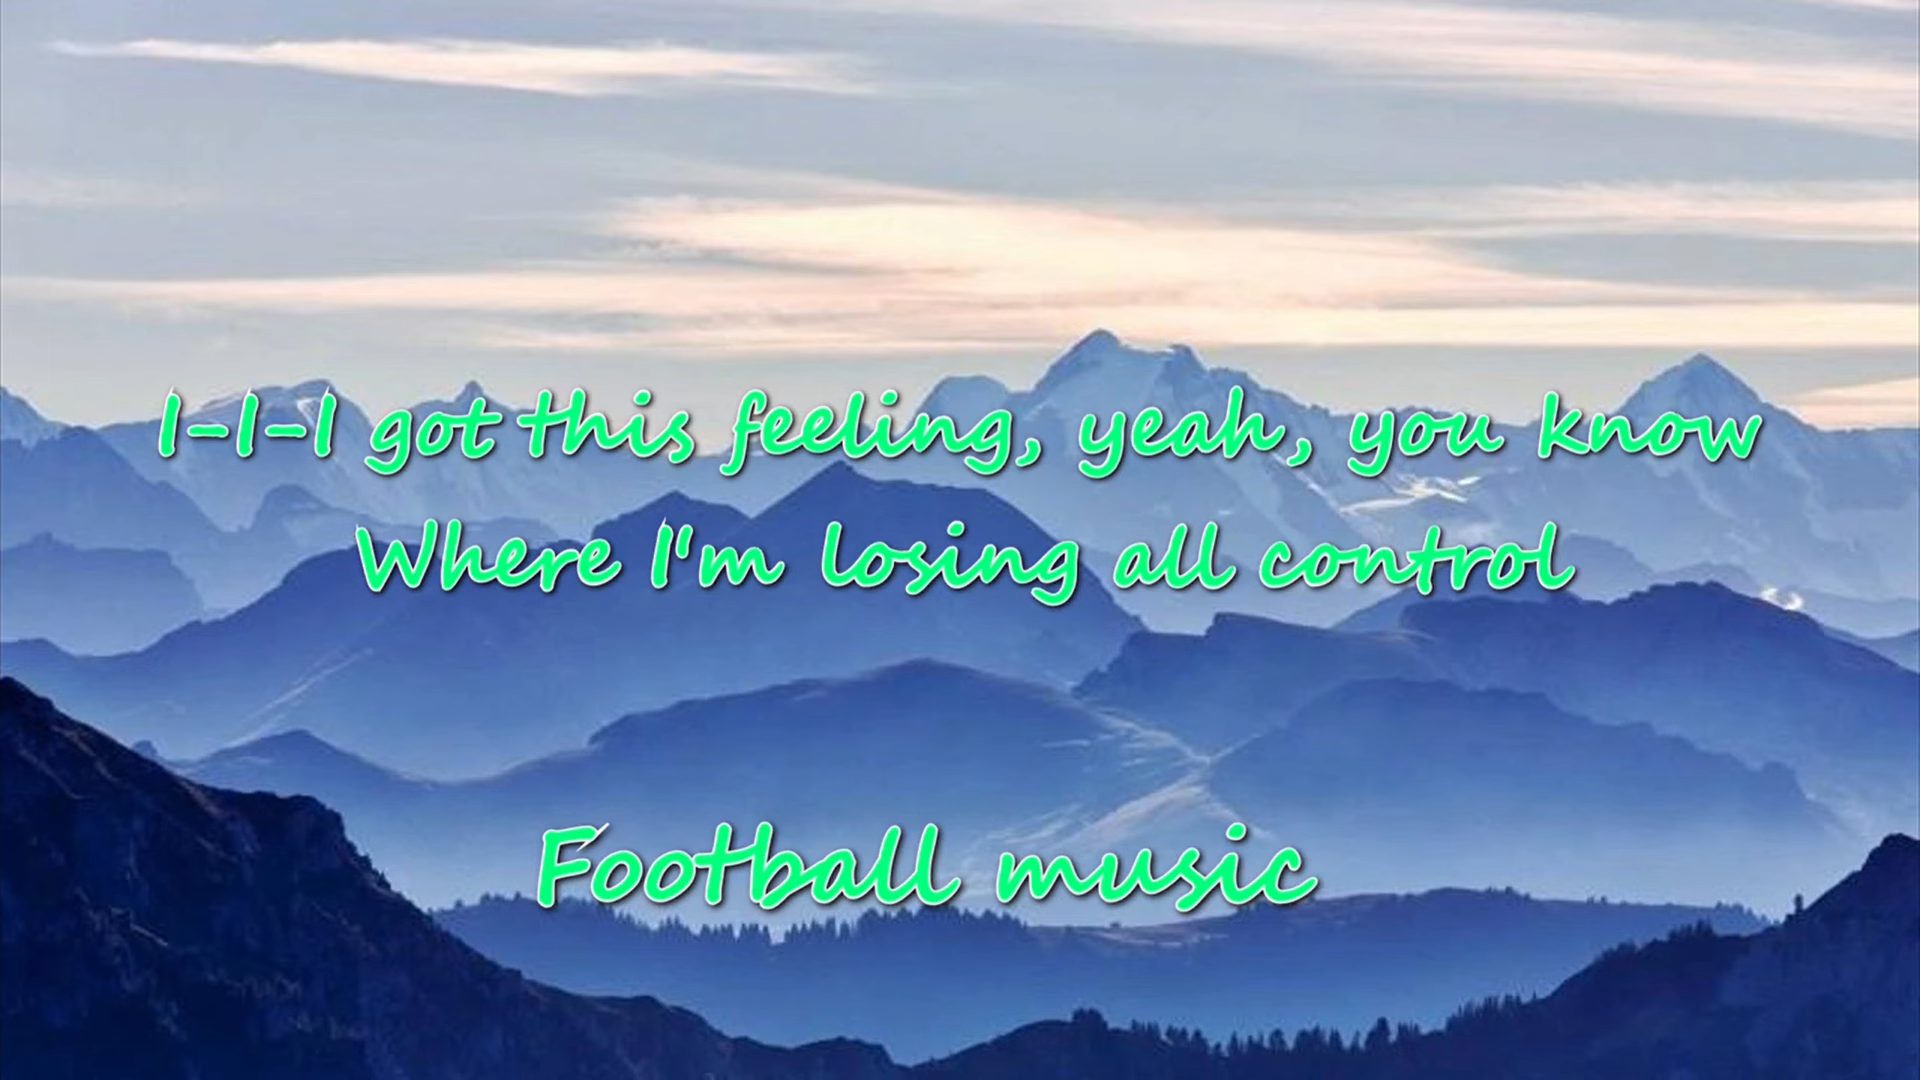 I-I-I got this feeling, yeah, you know
Where I'm losing all control
Football music